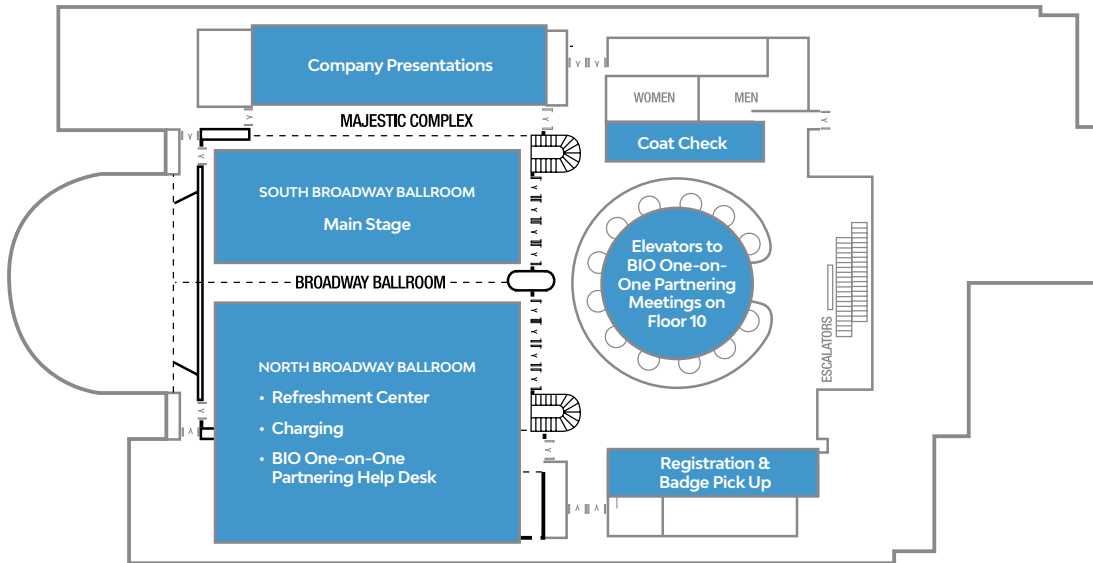 Company Presentations
WOMEN
MEN
MAJESTIC COMPLEX
Coat Check
SOUTH BROADWAY BALLROOM
Main Stage
Elevators to
BIO One-on-
One Partnering
Meetings on
Floor 10
BROADWAY BALLROOM
ESCALATORS
NORTH BROADWAY BALLROOM
• Refreshment Center
• Charging
• BIO One-on-One
Partnering Help Desk
Registration &
Badge Pick Up